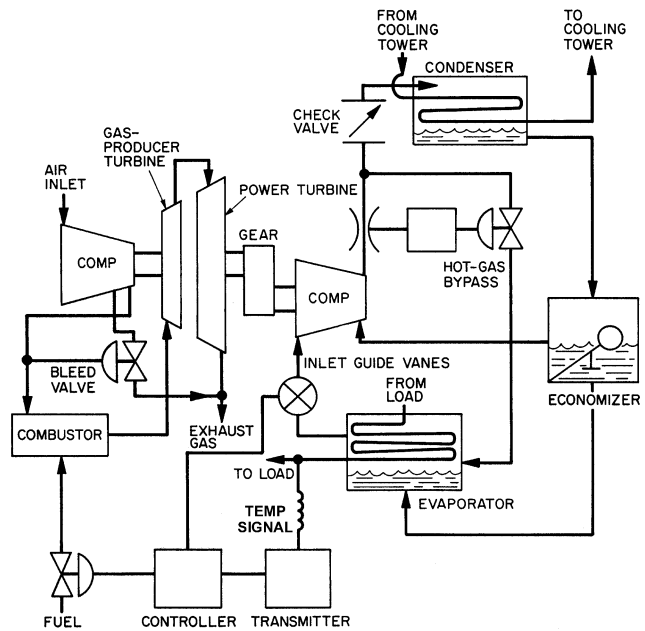 FROM
COOLING
TOWER
TO
COOLING
TOWER
CONDENSER
CHECK
VALVE
GAS-
PRODUCER
TURBINE
AIR
INLET
POWER TURBINE
GEAR
COMP
COMP
HOT-GAS
BYPASS
INLET GUIDE VANES
BLEED
VALVE
FROM
LOAD
ECONOMIZER
COMBUSTOR
EXHAUST
GAS
TO LOAD
EVAPORATOR
TEMP
SIGNAL
FUEL
CONTROLLER
TRANSMITTER